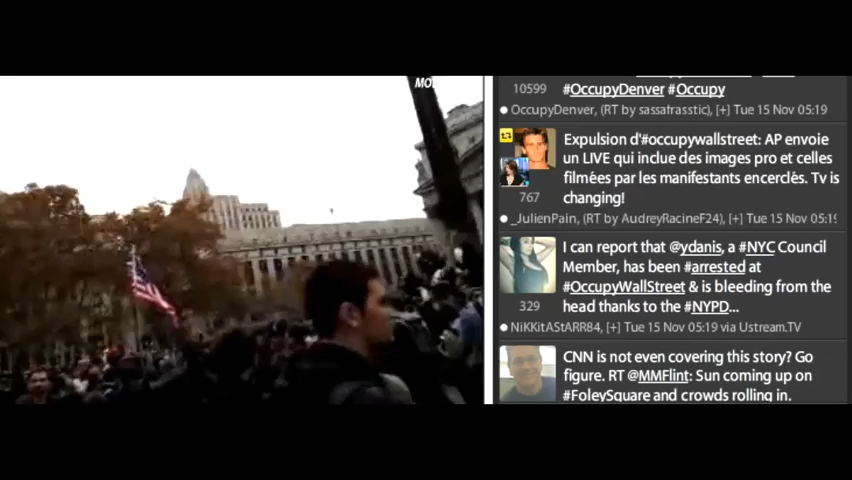 MO
10599
#OccupyDenver #Occupy
OccupyDenver, (RT by sassafrasstic), [+] Tue 15 Nov 05:19
Expulsion d'#occupywallstreet: AP envoie
un LIVE qui inclue des images pro et celles
filmées par les manifestants encerclés. Tv is
changing!
767
_JulienPain, (RT by AudreyRacineF24), [+] Tue 15 Nov 05:19
I can report that @ydanis, a #NYC Council
Member, has been #arrested at
#OccupyWallStreet & is bleeding from the
head thanks to the #NYPD...
329
NiKKitAStARR84, [+] Tue 15 Nov 05:19 via Ustream.TV
CNN is not even covering this story? Go
figure. RT @MMFlint: Sun coming up on
#FoleySquare and crowds rolling in.